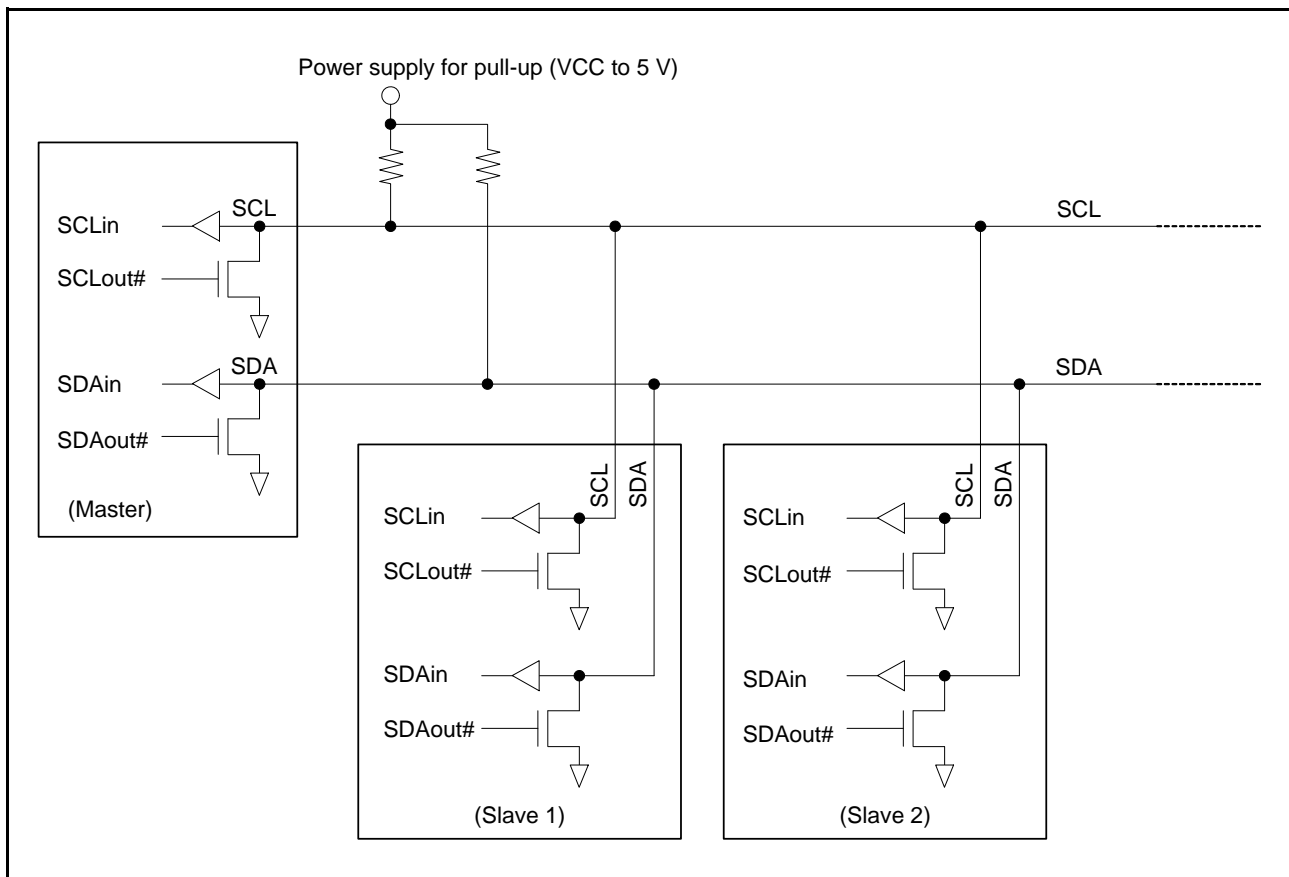 Power supply for pull-up (VCC to 5 V)
SCL
SCLin
SCLout#
SDA
SDAin
SDAout#
(Master)
SCL
SDA
SCL
SDA
SCLin
SCLout#
SDAin
SDAout#
(Slave 1)
SCL
SDA
SCLin
SCLout#
SDAin
SDAout#
(Slave 2)